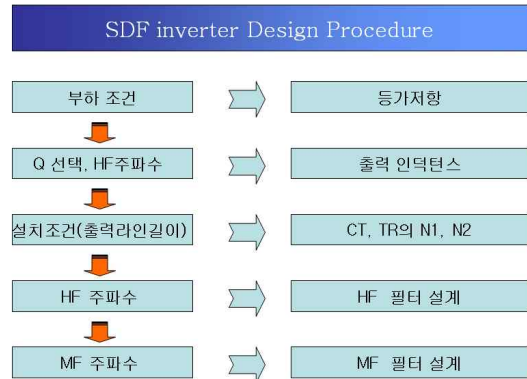 SDF inverter Design Procedure
부하 조건
등가저항
Q 선택, HF주파수
출력 인덕턴스
설치조건(출력라인길이)
CT, TR의 N1, N2
HF 주파수
HF 필터 설계
MF 주파수
MF 필터 설계